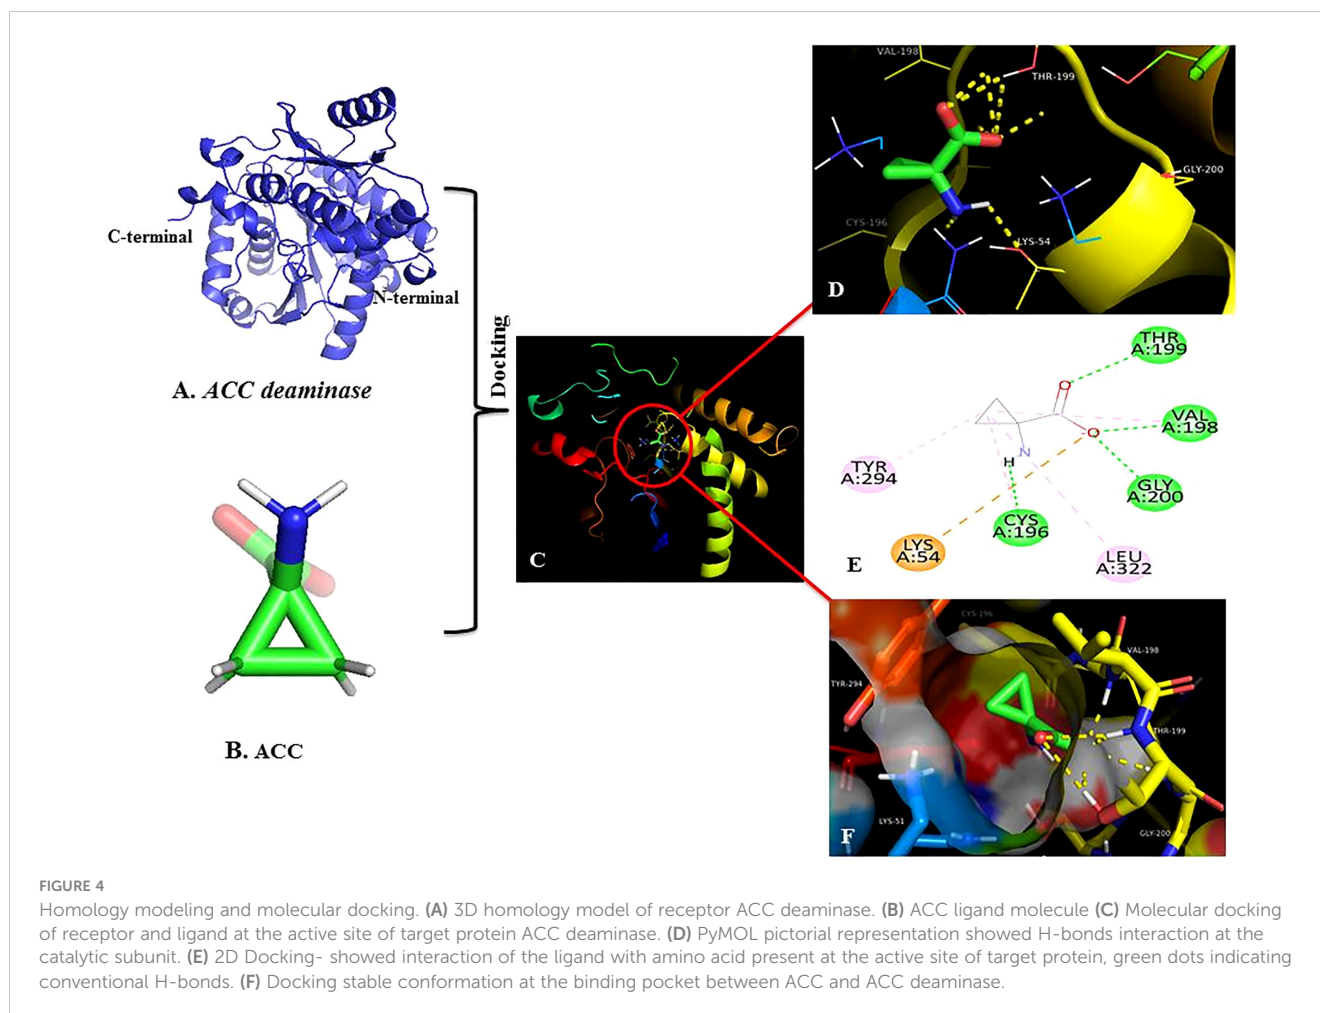 C-terminal
N-terminal
A. ACC deaminase
B. ACC
Docking
C
VAL-198
THR-199
GLY-200
CYS-196
LYS-54
D
THR
A:199
VAL
A:198
TYR
A:294
GLY
A:200
H
N
O
O
CYS
A:196
LYS
A:54
LEU
A:322
E
CYS-196
VAL-198
TYR-294
THR-199
LYS-51
GLY-200
F
FIGURE 4
Homology modeling and molecular docking. (A) 3D homology model of receptor ACC deaminase. (B) ACC ligand molecule (C) Molecular docking
of receptor and ligand at the active site of target protein ACC deaminase. (D) PyMOL pictorial representation showed H-bonds interaction at the
catalytic subunit. (E) 2D Docking- showed interaction of the ligand with amino acid present at the active site of target protein, green dots indicating
conventional H-bonds. (F) Docking stable conformation at the binding pocket between ACC and ACC deaminase.